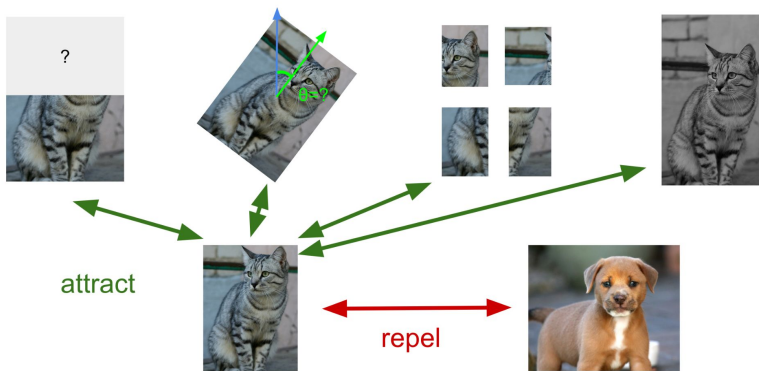 ?
θ=?
attract
repel